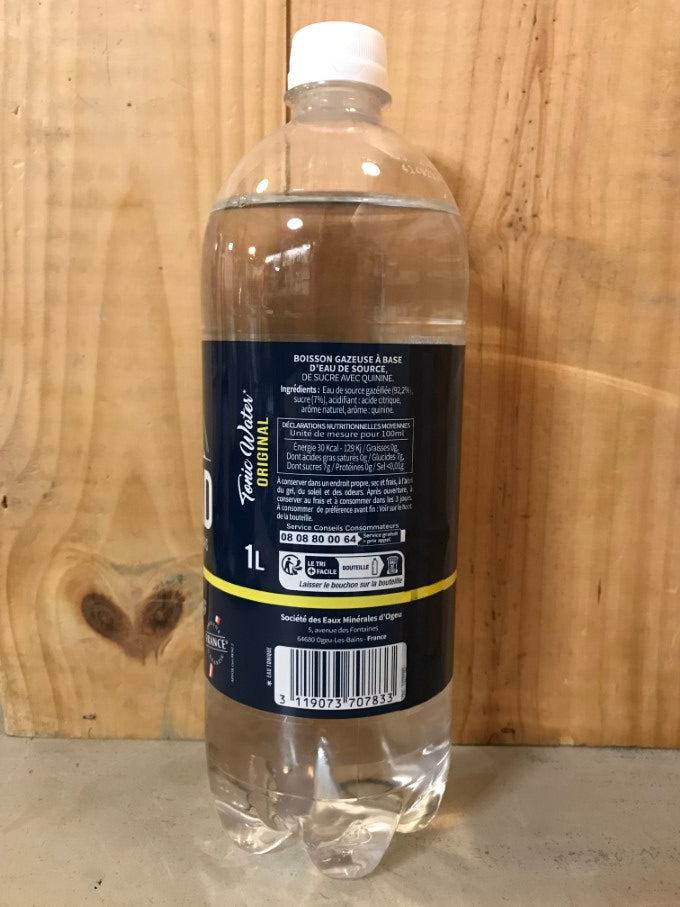 BOISSON GAZEUSE À BASE
D'EAU DE SOURCE,
DE SUCRE AVEC QUININE.
Ingrédients : Eau de source gazéifiée (92,2%),
sucre (7%), acidifiant : acide citrique,
arôme naturel, arôme : quinine.
DÉCLARATIONS NUTRITIONNELLES MOYENNES
Unité de mesure pour 100ml
Énergie 30 Kcal - 129 Kj / Graisses 0g,
Dont acides gras saturés 0g / Glucides 7g,
Dont sucres 7g / Protéines 0g / Sel <0,01g
A conserver dans un endroit propre, sec et frais, à l'abri
du gel, du soleil et des odeurs. Après ouverture, à
conserver au frais et à consommer dans les 3 jours.
A consommer de préférence avant fin : Voir sur le haut
de la bouteille.
Service Conseils Consommateurs
08 08 80 00 64 Service gratuit
+ prix appel
LE TRI
+ FACILE
BOUTEILLE
Laisser le bouchon sur la bouteille
Société des Eaux Minérales d'Ogeu
5, avenue des Fontaines
64680 Ogeu-Les-Bains - France
3 119073 707833
* EAU TONIQUE
Tonic Water*
ORIGINAL
1L
FRANCE